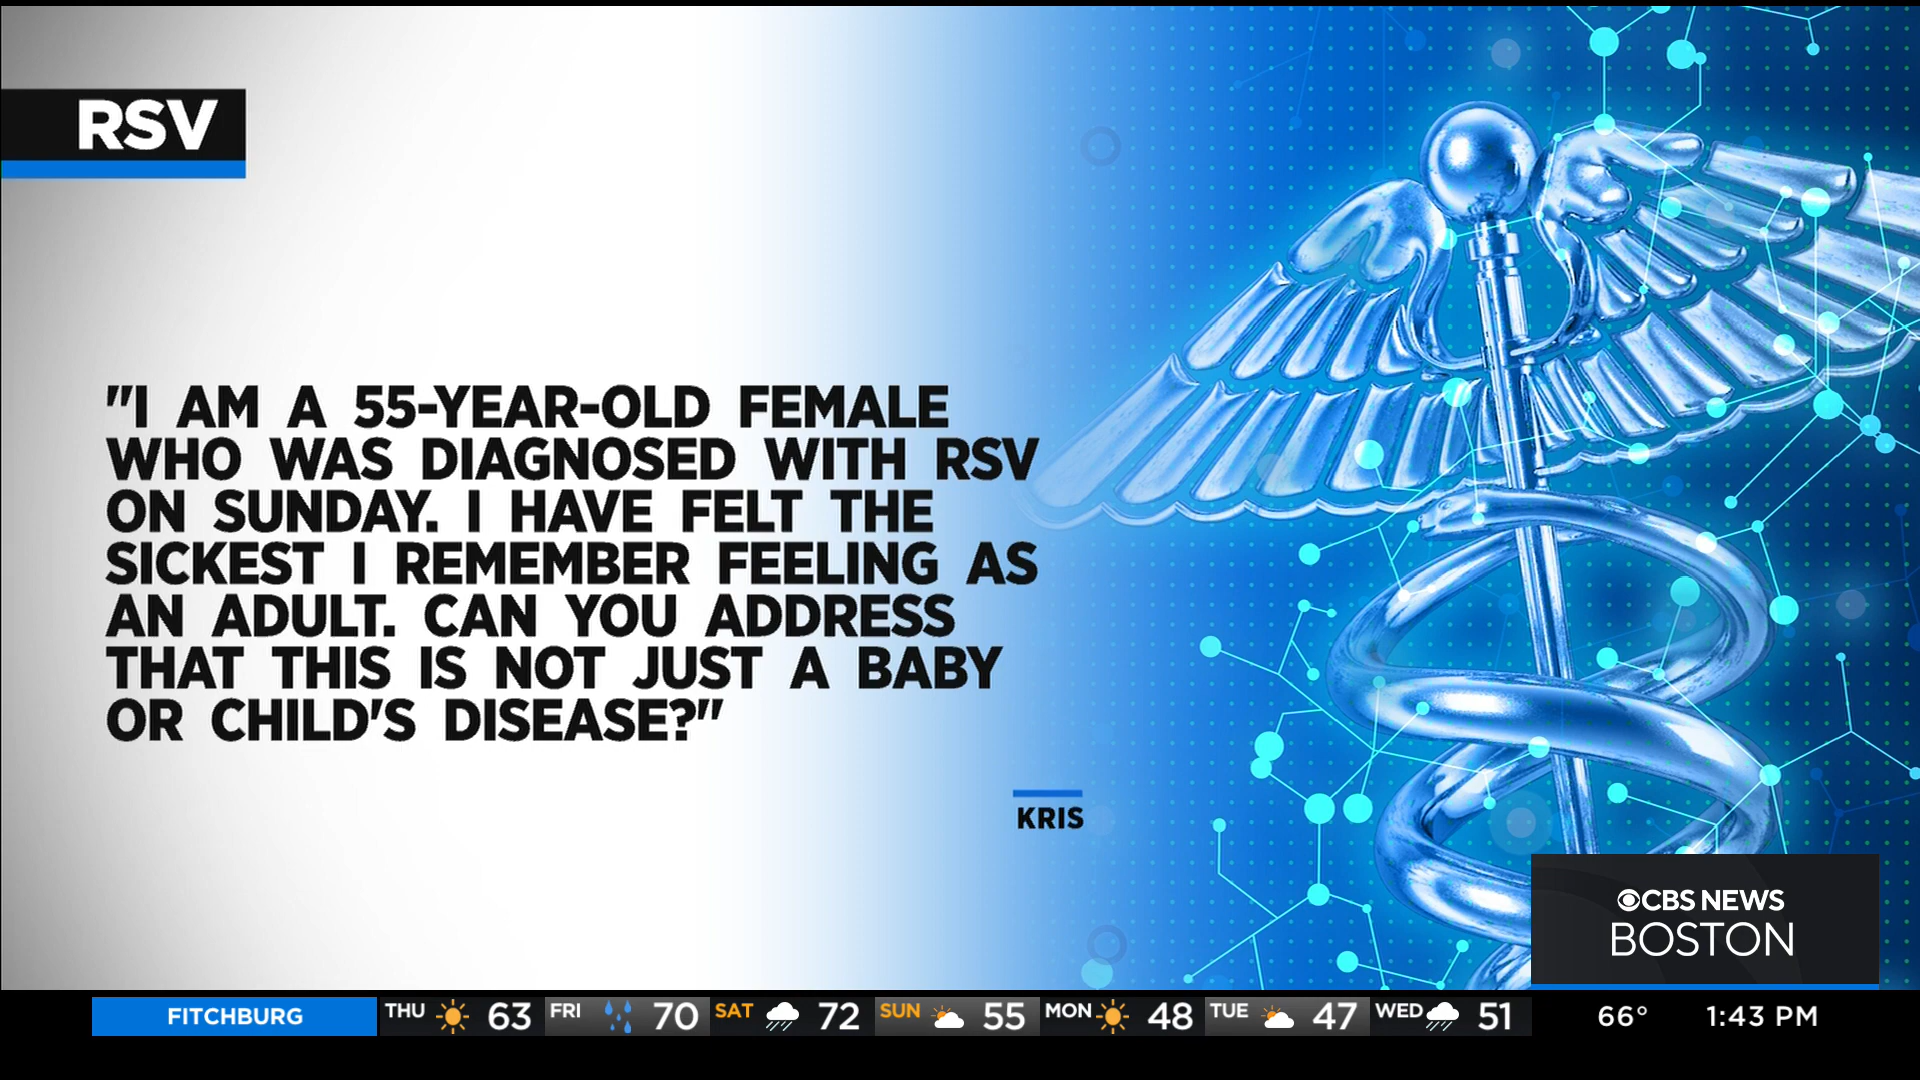 RSV
"I AM A 55-YEAR-OLD FEMALE
WHO WAS DIAGNOSED WITH RSV
ON SUNDAY. I HAVE FELT THE
SICKEST I REMEMBER FEELING AS
AN ADULT. CAN YOU ADDRESS
THAT THIS IS NOT JUST A BABY
OR CHILD'S DISEASE?"
KRIS
CBS NEWS
BOSTON
FITCHBURG THU 63 FRI 70 SAT 72 SUN 55 MON 48 TUE 47 WED 51 66° 1:43 PM